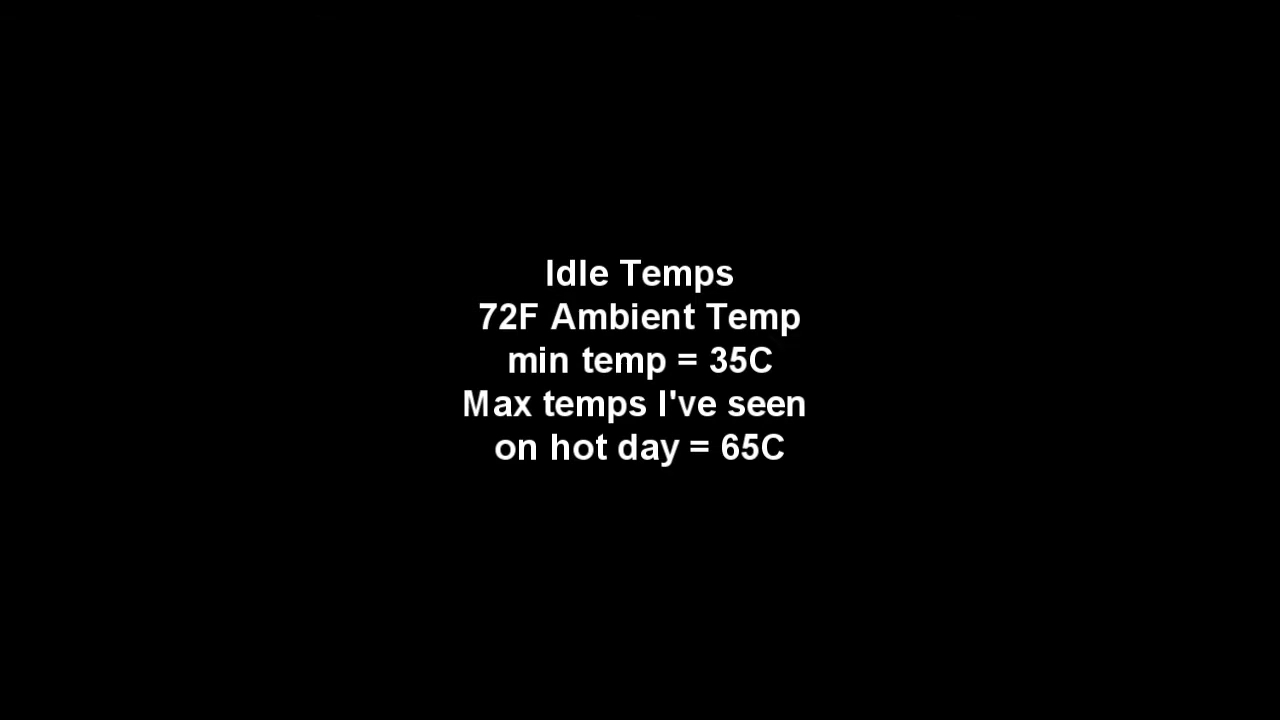 Idle Temps
72F Ambient Temp
min temp = 35C
Max temps I've seen
on hot day = 65C